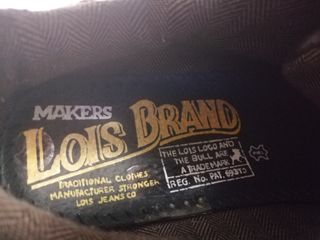 MAKERS
LOIS BRAND
TRADITIONAL CLOTHES
MANUFACTURER STRONGER
LOIS JEANS CO
THE LOIS LOGO AND
THE BULL ARE
A TRADEMARK
REG. No. PAT.